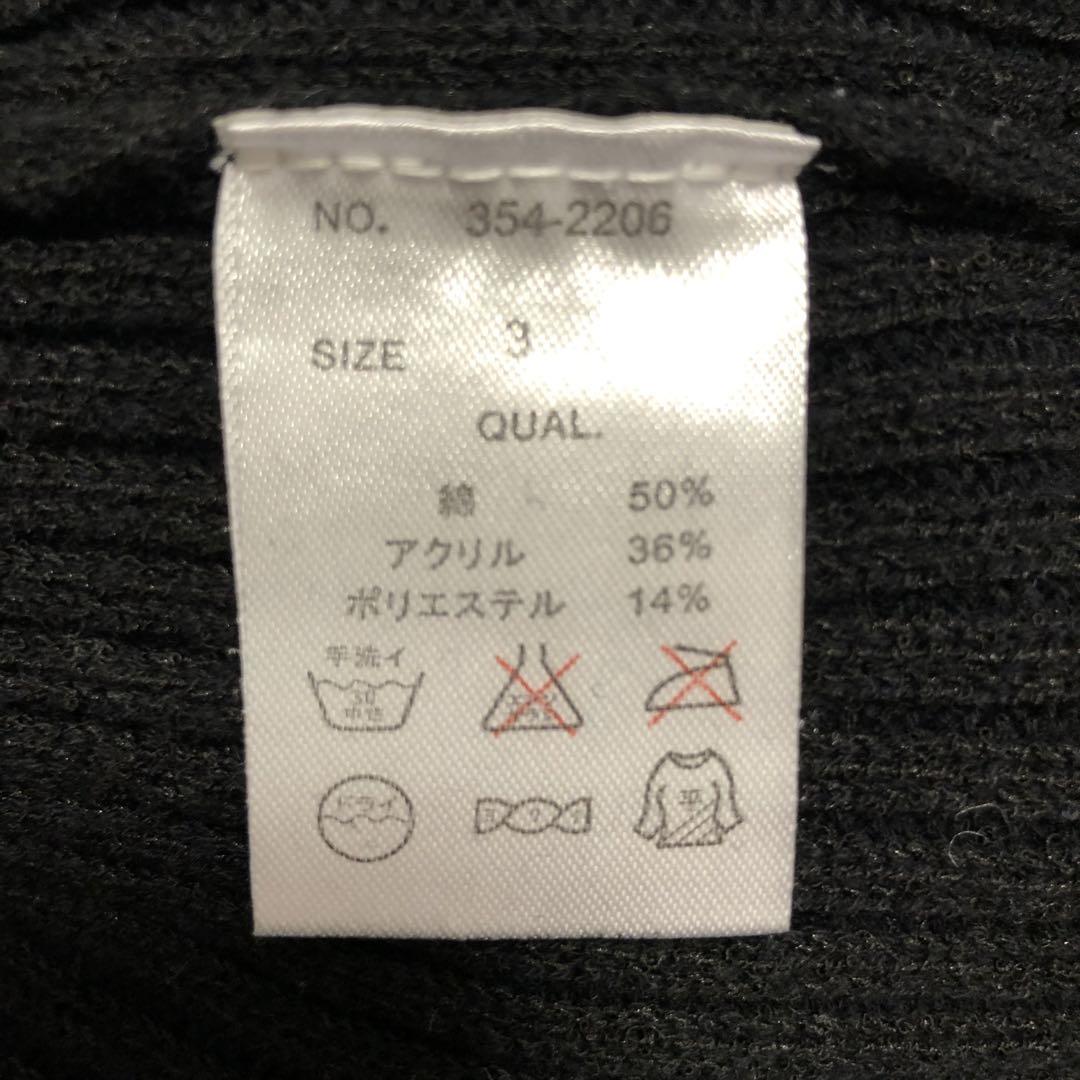 NO. 354-2206
SIZE 3
QUAL.
綿 50%
アクリル 36%
ポリエステル 14%
手洗イ
30
中性
ドライ
平